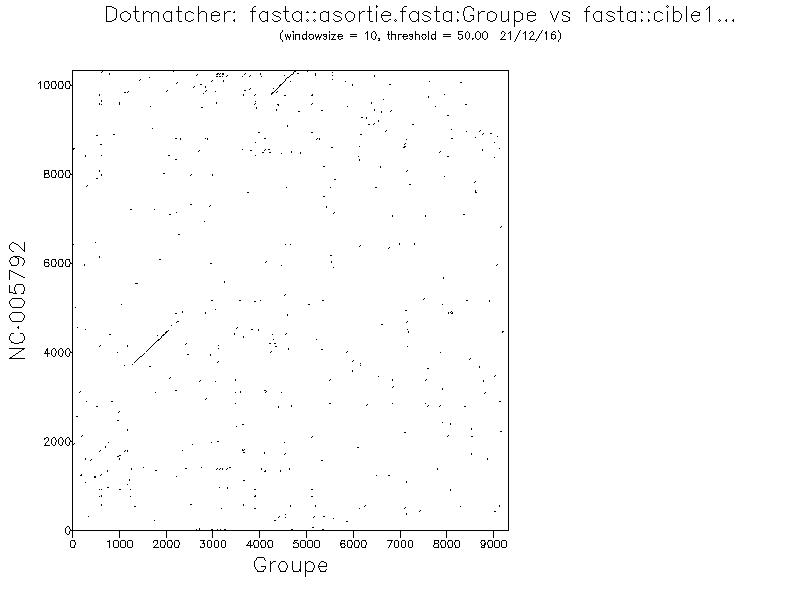 Dotmatcher: fasta::asortie.fasta:Groupe vs fasta::cible1...
(windowsize = 10, threshold = 50.00 21/12/16)
10000
8000
6000
4000
2000
0
NC-005792
0 1000 2000 3000 4000 5000 6000 7000 8000 9000
Groupe